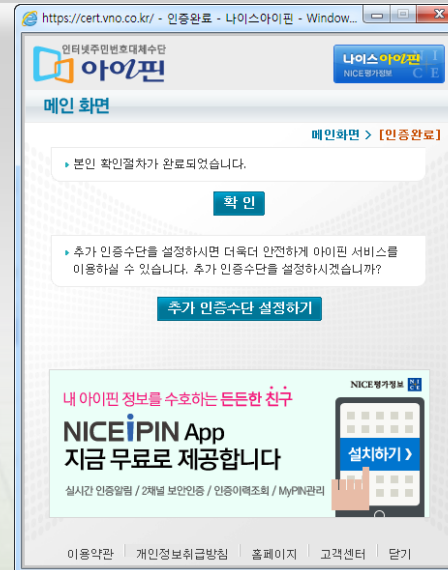 https://cert.vno.co.kr/ - 인증완료 - 나이스아이핀 - Window...
인터넷주민번호대체수단
아이핀
나이스아이핀
NICE평가정보
메인 화면
메인화면 > [인증완료]
본인 확인절차가 완료되었습니다.
확 인
추가 인증수단을 설정하시면 더욱더 안전하게 아이핀 서비스를
이용하실 수 있습니다. 추가 인증수단을 설정하시겠습니까?
추가 인증수단 설정하기
내 아이핀 정보를 수호하는 든든한 친구
NICE평가정보 NICE
NICEiPIN App
지금 무료로 제공합니다
설치하기 >
실시간 인증알림 / 2채널 보안인증 / 인증이력조회 / MyPIN관리
이용약관 개인정보취급방침 홈페이지 고객센터 닫기